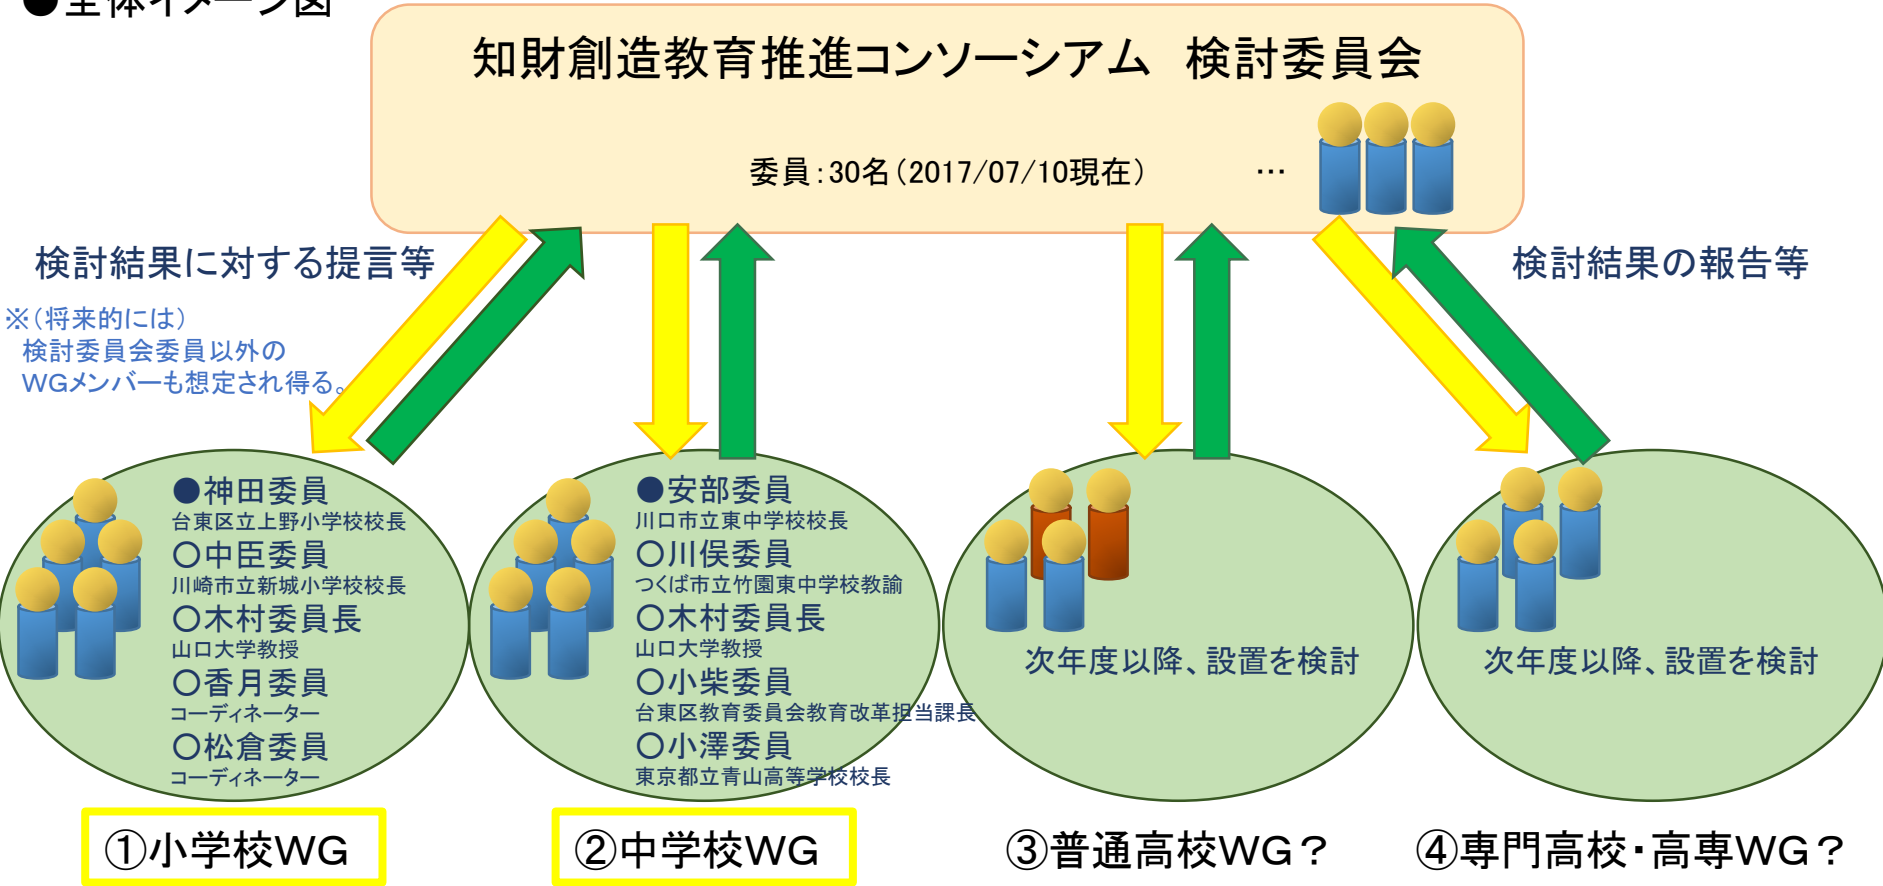 ●全体イメージ図
知財創造教育推進コンソーシアム　検討委員会
委員：30名（2017/07/10現在）　…
検討結果に対する提言等
検討結果の報告等
※（将来的には）
検討委員会委員以外の
WGメンバーも想定され得る。
●神田委員
台東区立上野小学校校長
○中臣委員
川崎市立新城小学校校長
○木村委員長
山口大学教授
○香月委員
コーディネーター
○松倉委員
コーディネーター
●安部委員
川口市立東中学校校長
○川俣委員
つくば市立竹園東中学校教諭
○木村委員長
山口大学教授
○小柴委員
台東区教育委員会教育改革担当課長
○小澤委員
東京都立青山高等学校校長
次年度以降、設置を検討
次年度以降、設置を検討
①小学校WG
②中学校WG
③普通高校WG？
④専門高校・高専WG？